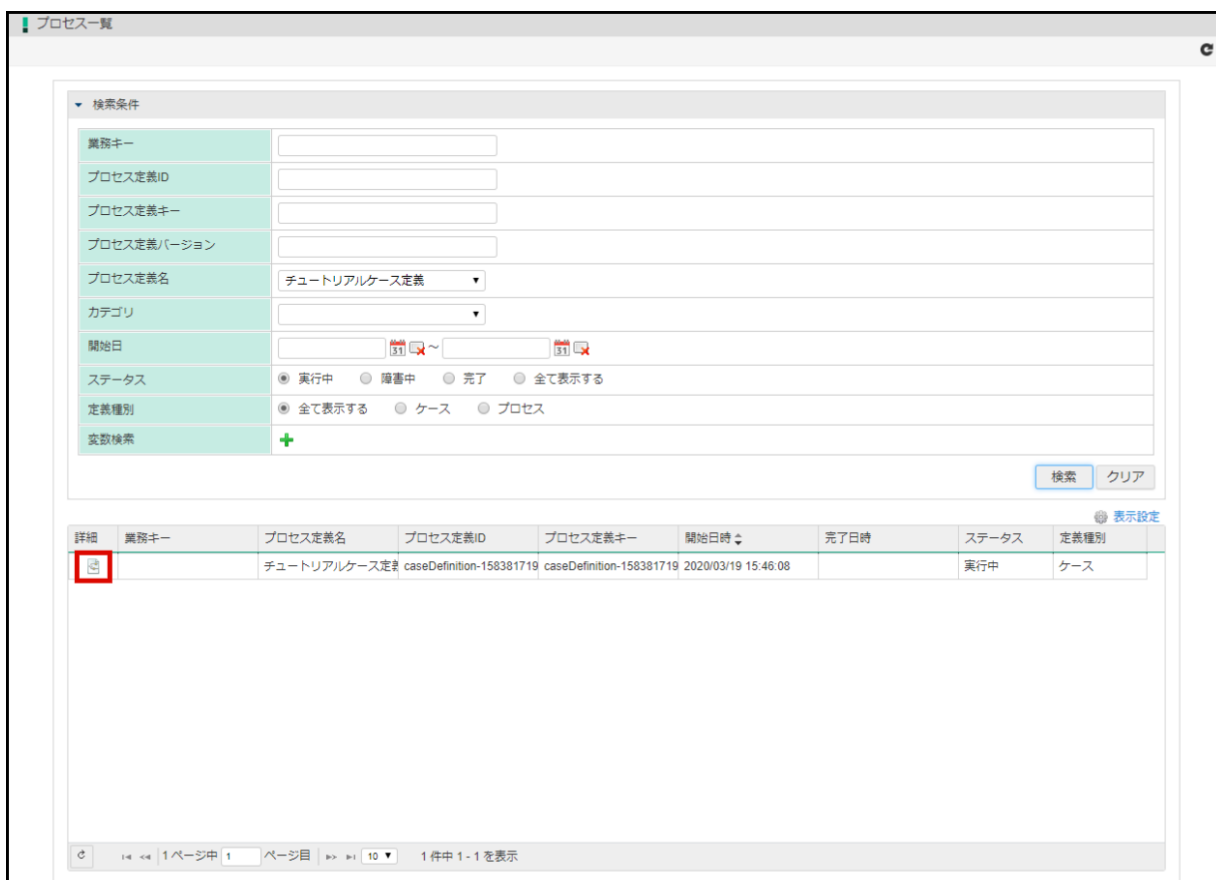 プロセス一覧
検索条件
業務キー
プロセス定義ID
プロセス定義キー
プロセス定義バージョン
プロセス定義名 チュートリアルケース定義
カテゴリ
開始日 31 ～ 31
ステータス 実行中 障害中 完了 全て表示する
定義種別 全て表示する ケース プロセス
変数検索
検索 クリア
表示設定
詳細 業務キー プロセス定義名 プロセス定義ID プロセス定義キー 開始日時 完了日時 ステータス 定義種別
チュートリアルケース定義 caseDefinition-158381719 caseDefinition-158381719 2020/03/19 15:46:08 実行中 ケース
1 ページ中 1 ページ目 10 1 件中 1 - 1 を表示